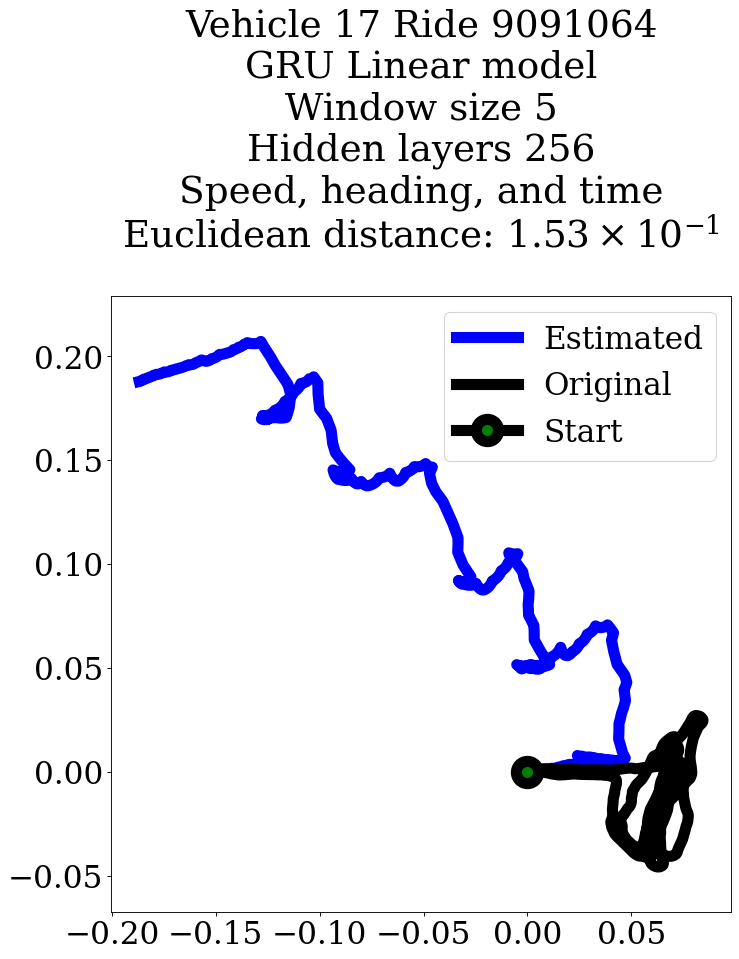 Vehicle 17 Ride 9091064
GRU Linear model
Window size 5
Hidden layers 256
Speed, heading, and time
Euclidean distance: 1.53 × 10⁻¹
Estimated
Original
Start
0.20
0.15
0.10
0.05
0.00
−0.05
−0.20 −0.15 −0.10 −0.05 0.00 0.05